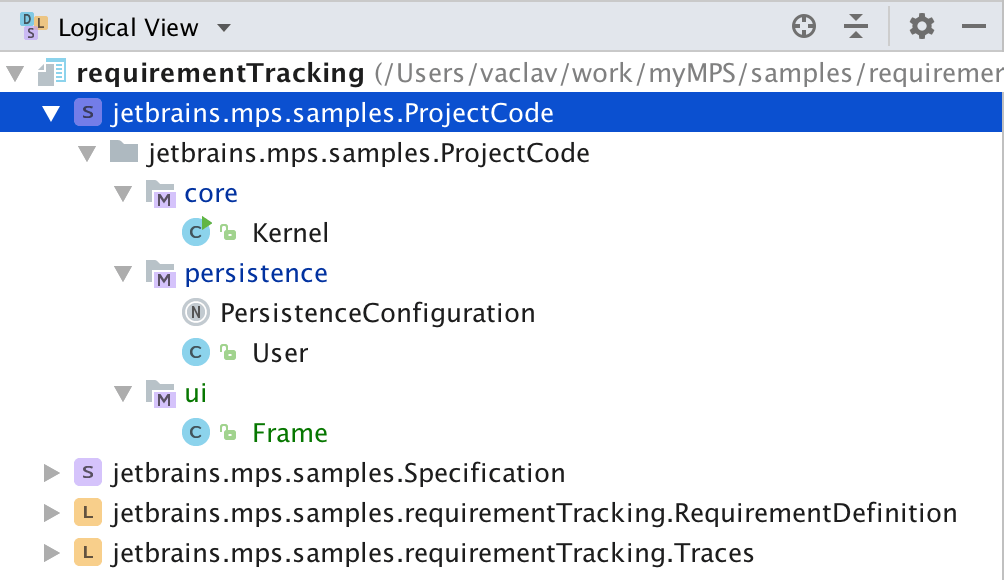 D L S Logical View
requirementTracking (/Users/vaclav/work/myMPS/samples/requiremer
S jetbrains.mps.samples.ProjectCode
jetbrains.mps.samples.ProjectCode
M core
C Kernel
M persistence
N PersistenceConfiguration
C User
M ui
C Frame
S jetbrains.mps.samples.Specification
L jetbrains.mps.samples.requirementTracking.RequirementDefinition
L jetbrains.mps.samples.requirementTracking.Traces